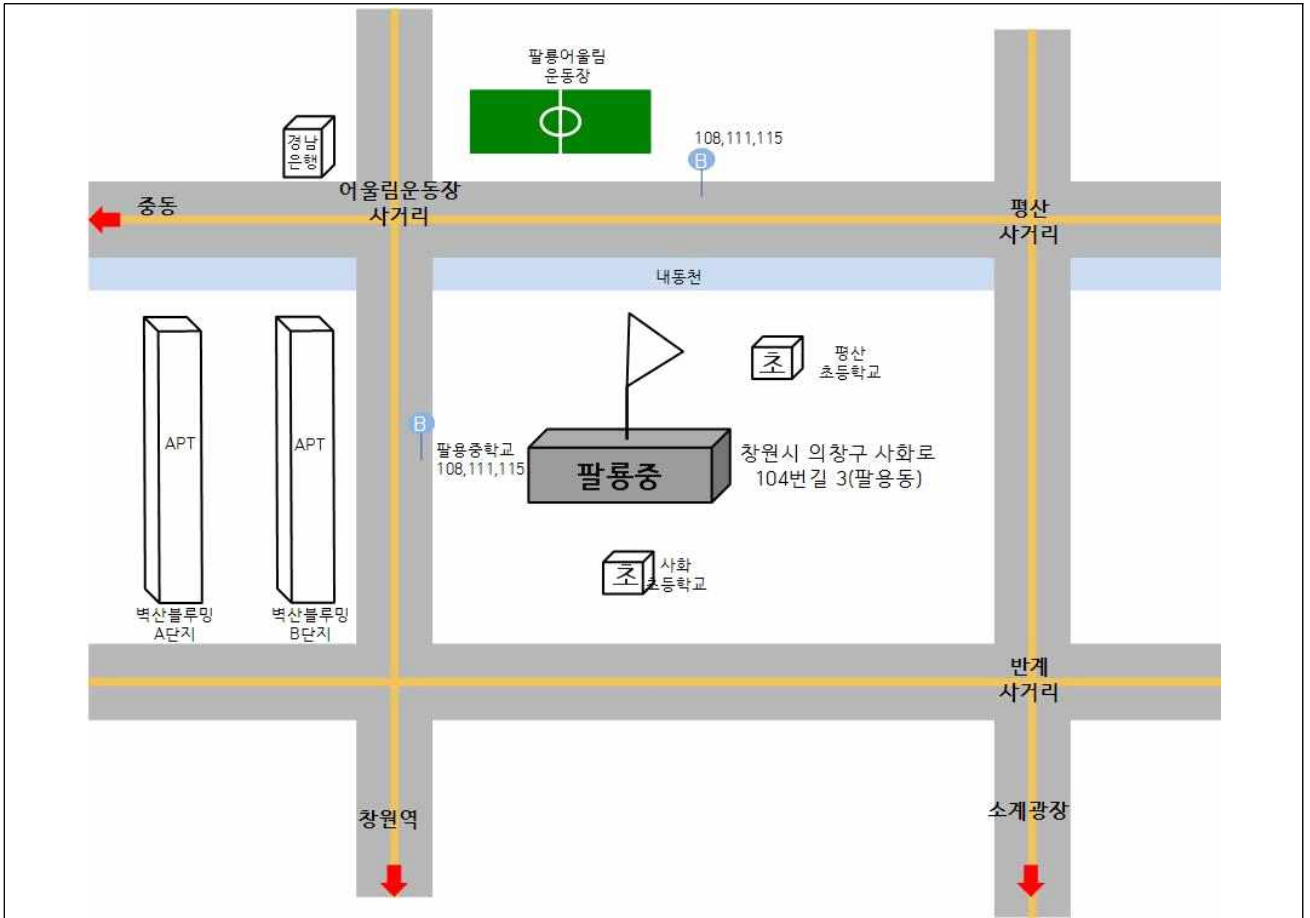 팔룡어울림
운동장
경남
은행
108,111,115
B
중동
어울림운동장
사거리
평산
사거리
내동천
초
평산
초등학교
APT
APT
B
팔용중학교
108,111,115
팔룡중
창원시 의창구 사화로
104번길 3(팔용동)
초
사화
초등학교
벽산블루밍
A단지
벽산블루밍
B단지
반계
사거리
창원역
소계광장